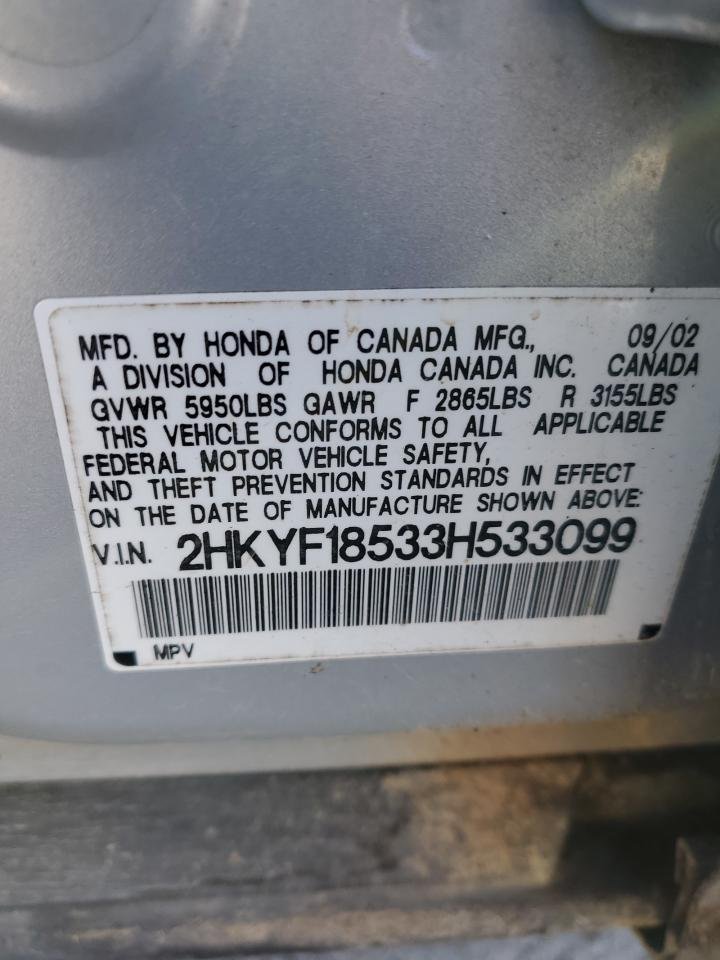 MFD. BY HONDA OF CANADA MFG., 09/02
A DIVISION OF HONDA CANADA INC. CANADA
GVWR 5950LBS GAWR F 2865LBS R 3155LBS
THIS VEHICLE CONFORMS TO ALL APPLICABLE
FEDERAL MOTOR VEHICLE SAFETY,
AND THEFT PREVENTION STANDARDS IN EFFECT
ON THE DATE OF MANUFACTURE SHOWN ABOVE:
V.I.N. 2HKYF18533H533099
MPV